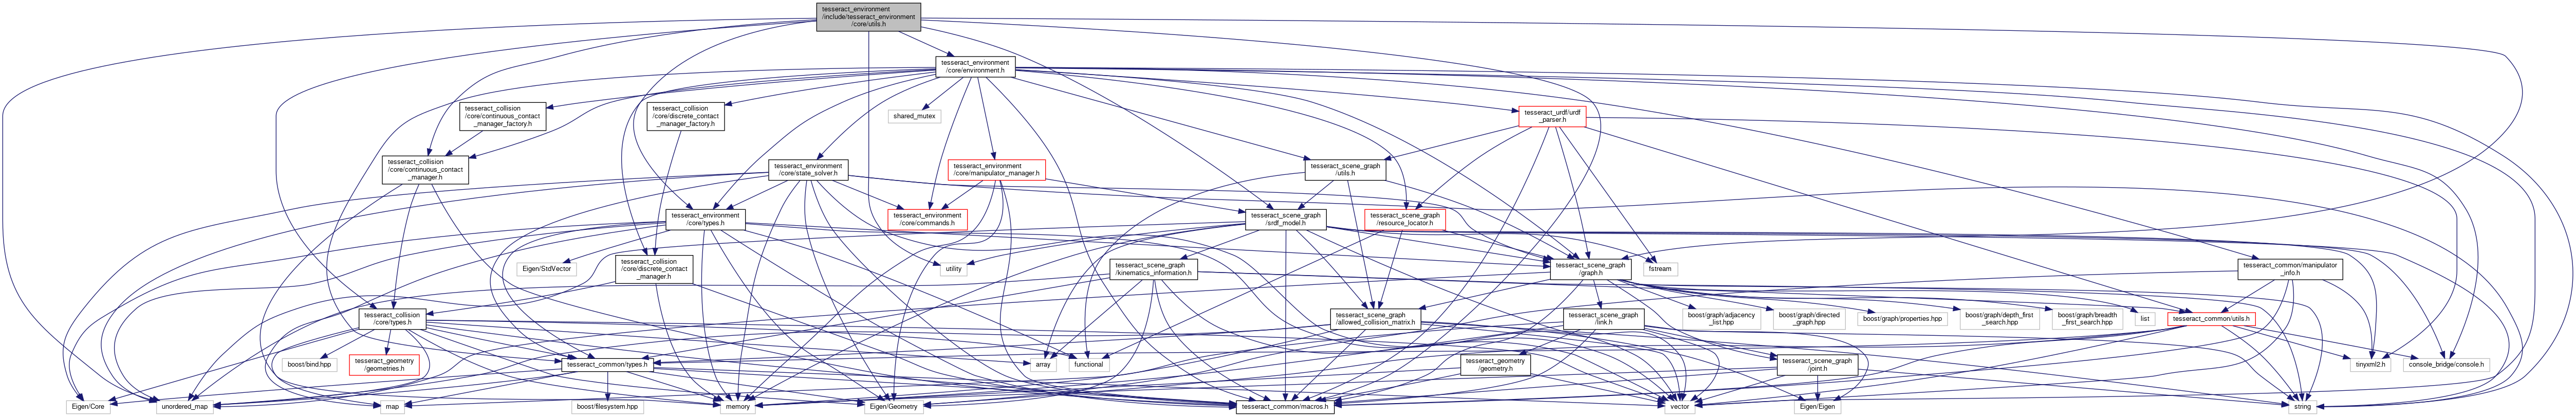 tesseract_environment
/include/tesseract_environment
/core/utils.h
tesseract_environment
/core/environment.h
tesseract_collision
/core/continuous_contact
_manager_factory.h
tesseract_collision
/core/discrete_contact
_manager_factory.h
shared_mutex
tesseract_urdf/urdf
_parser.h
tesseract_collision
/core/continuous_contact
_manager.h
tesseract_environment
/core/state_solver.h
tesseract_environment
/core/manipulator_manager.h
tesseract_scene_graph
/utils.h
tesseract_environment
/core/types.h
tesseract_environment
/core/commands.h
tesseract_scene_graph
/srdf_model.h
tesseract_scene_graph
/resource_locator.h
Eigen/StdVector
tesseract_collision
/core/discrete_contact
_manager.h
utility
tesseract_scene_graph
/kinematics_information.h
tesseract_scene_graph
/graph.h
fstream
tesseract_common/manipulator
_info.h
tesseract_collision
/core/types.h
tesseract_scene_graph
/allowed_collision_matrix.h
tesseract_scene_graph
/link.h
boost/graph/adjacency
_list.hpp
boost/graph/directed
_graph.hpp
boost/graph/properties.hpp
boost/graph/depth_first
_search.hpp
boost/graph/breadth
_first_search.hpp
list
tesseract_common/utils.h
boost/bind.hpp
tesseract_geometry
/geometries.h
tesseract_common/types.h
array
functional
tesseract_geometry
/geometry.h
tesseract_scene_graph
/joint.h
tinyxml2.h
console_bridge/console.h
Eigen/Core
unordered_map
map
boost/filesystem.hpp
memory
Eigen/Geometry
tesseract_common/macros.h
vector
Eigen/Eigen
string